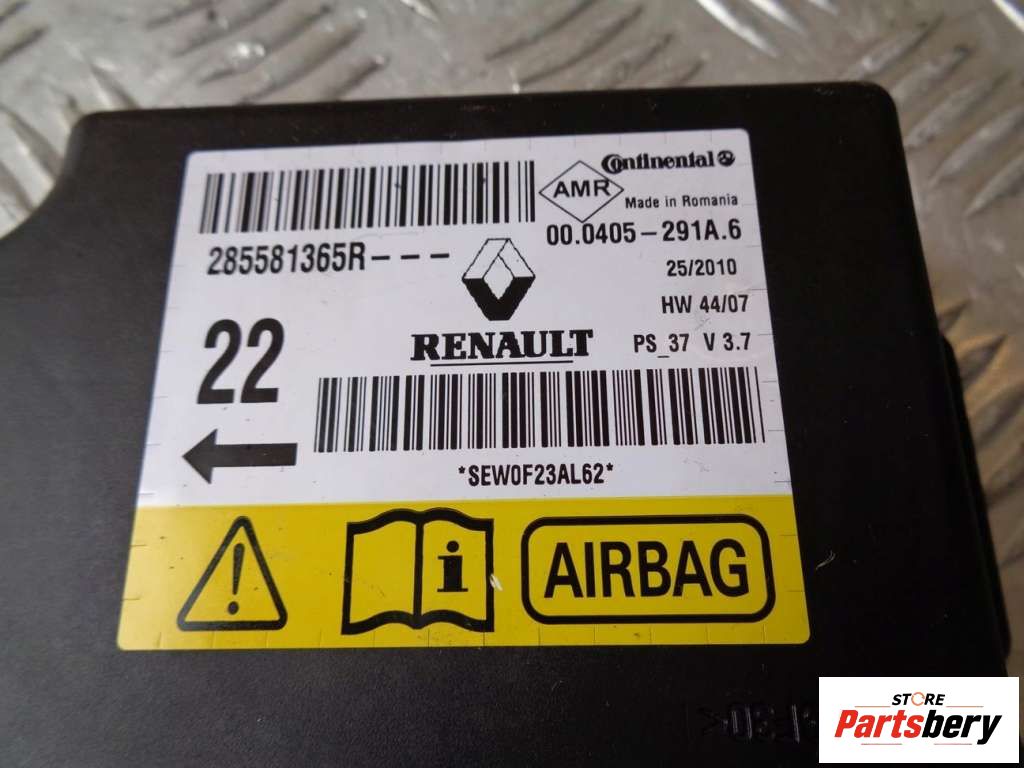 Continental
AMR
Made in Romania
285581365R---
00.0405-291A.6
25/2010
HW 44/07
22
RENAULT
PS_37 V 3.7
*SEW0F23AL62*
i
AIRBAG
STORE
Partsbery